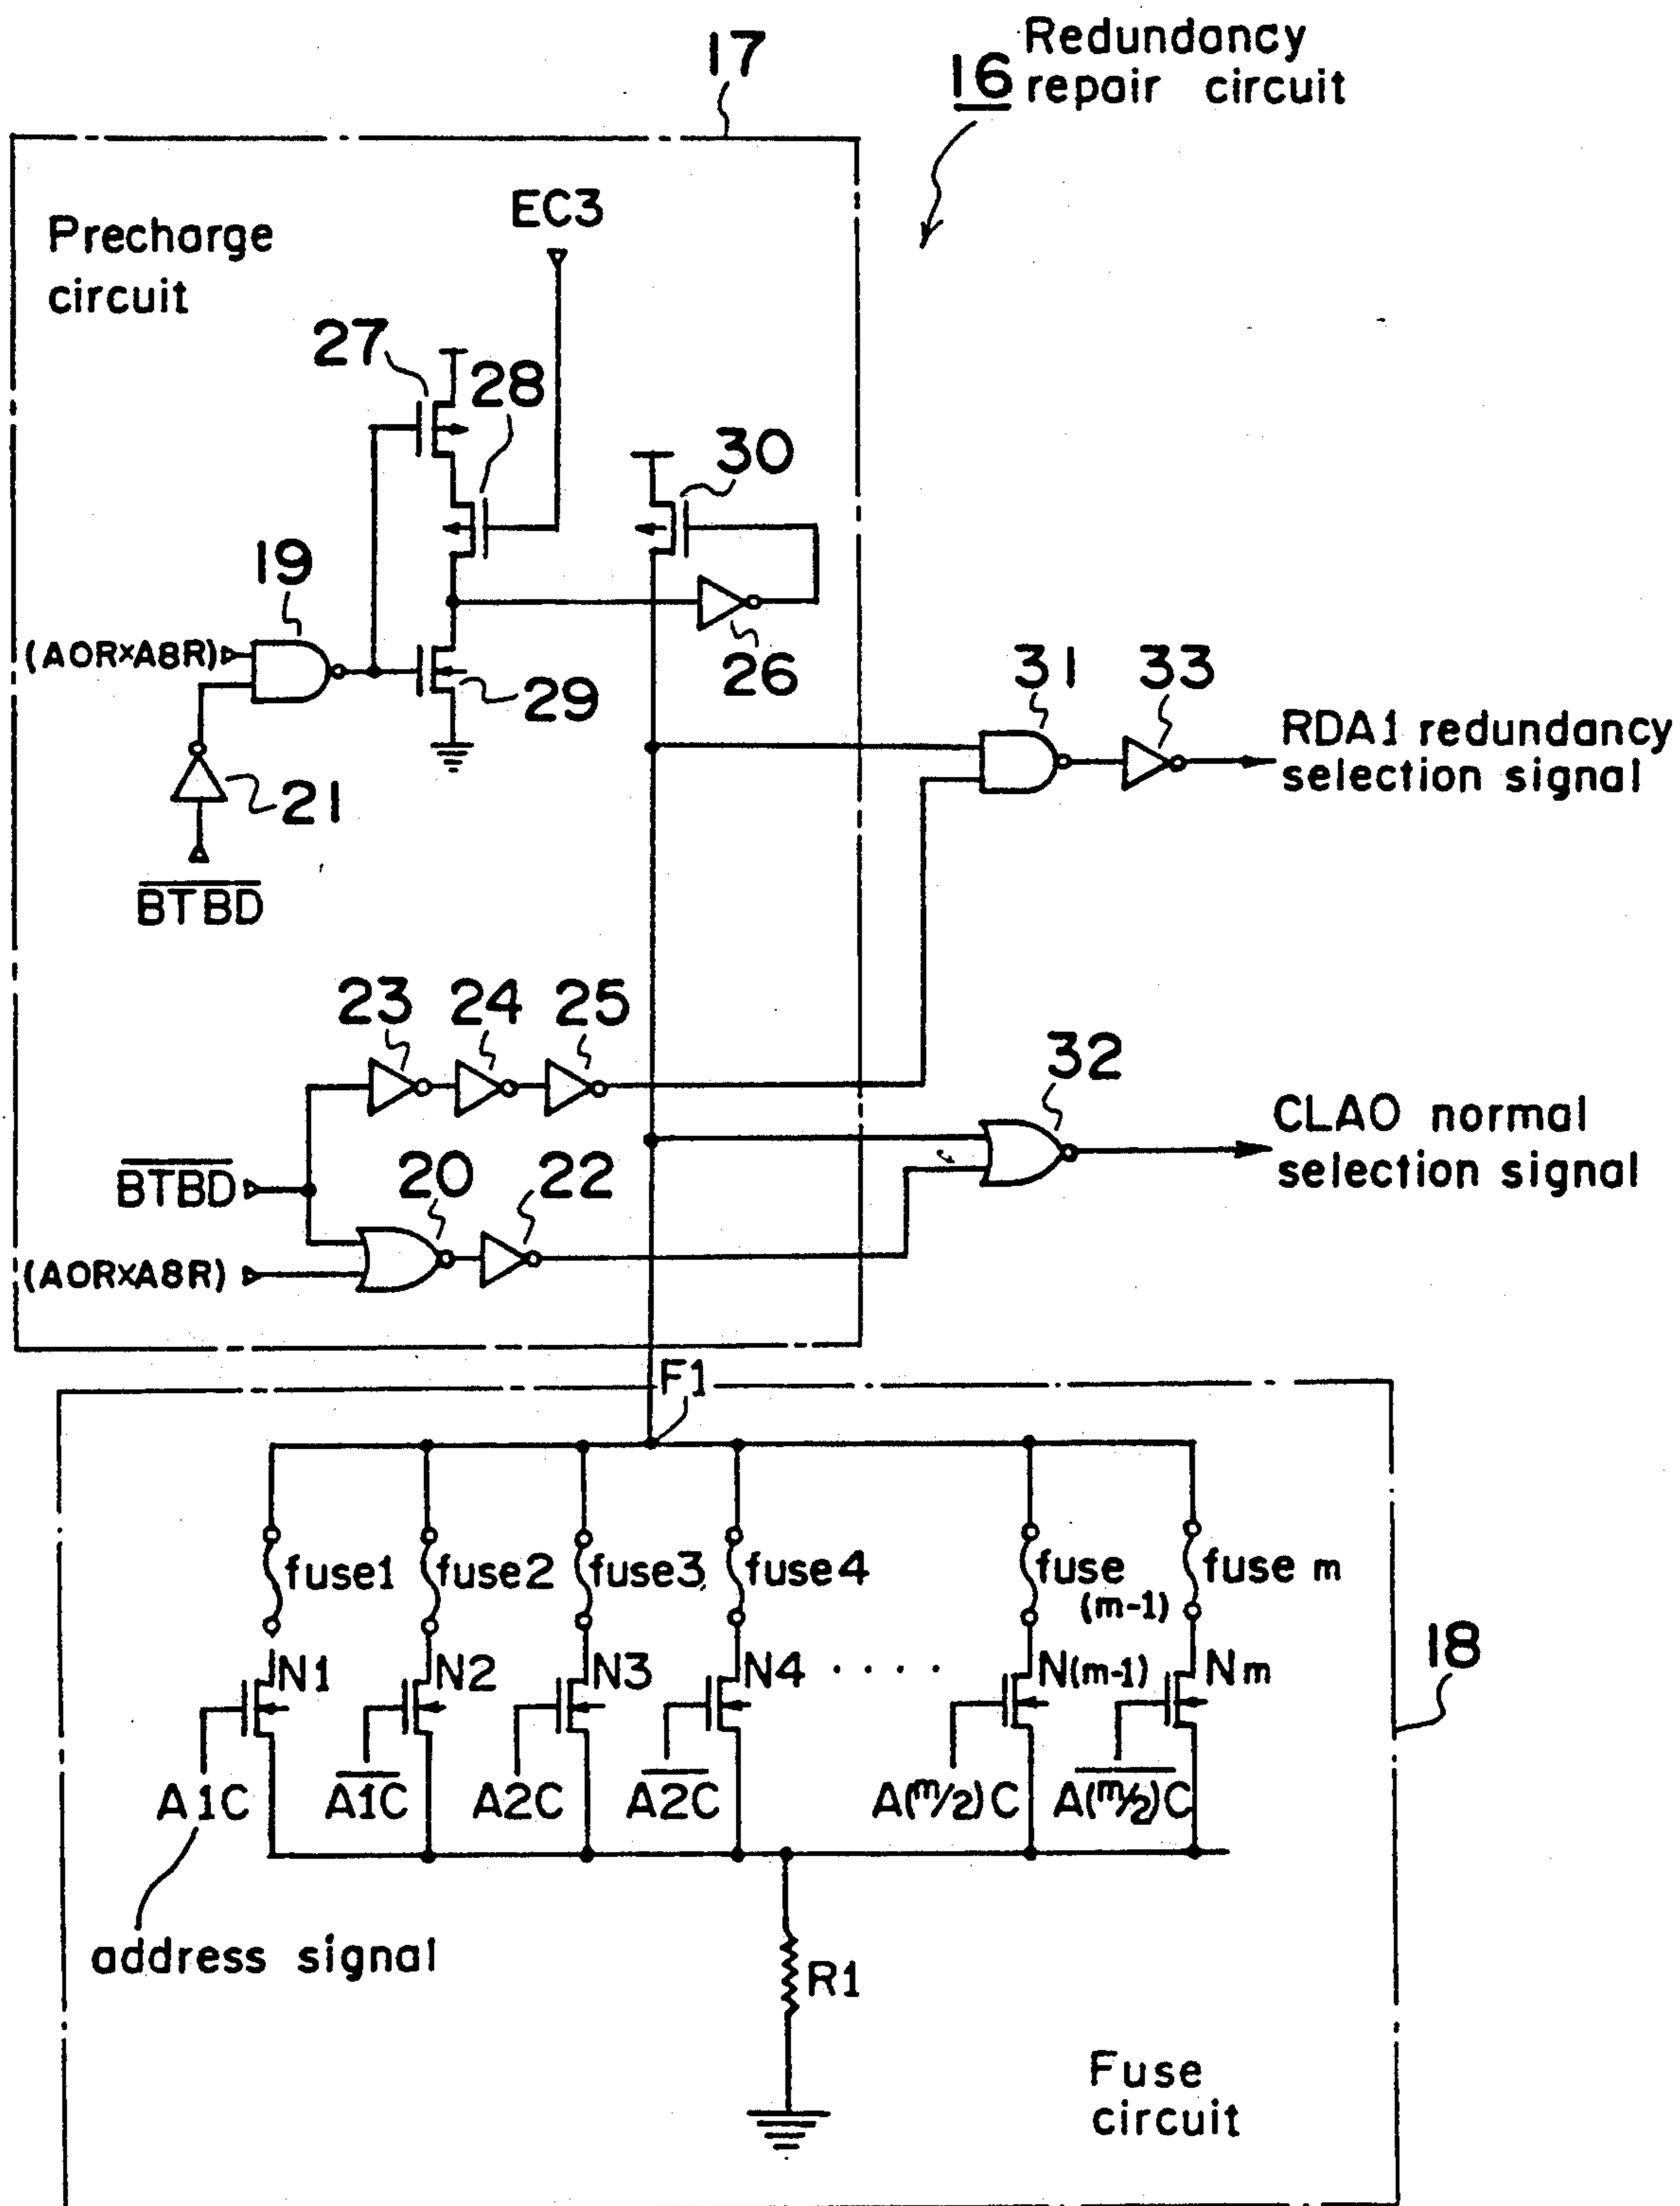 17
Redundancy
16 repair circuit
Precharge
circuit
EC3
27
28
30
19
(A0R×A8R)
26
29
31
33
RDA1 redundancy
selection signal
21
BTBD
23
24
25
32
CLA0 normal
selection signal
BTBD
20
22
(A0R×A8R)
F1
fuse1
fuse2
fuse3
fuse4
fuse
(m-1)
fuse m
N1
N2
N3
N4
....
N(m-1)
Nm
18
A1C
A1C
A2C
A2C
A(m/2)C
A(m/2)C
address signal
R1
Fuse
circuit